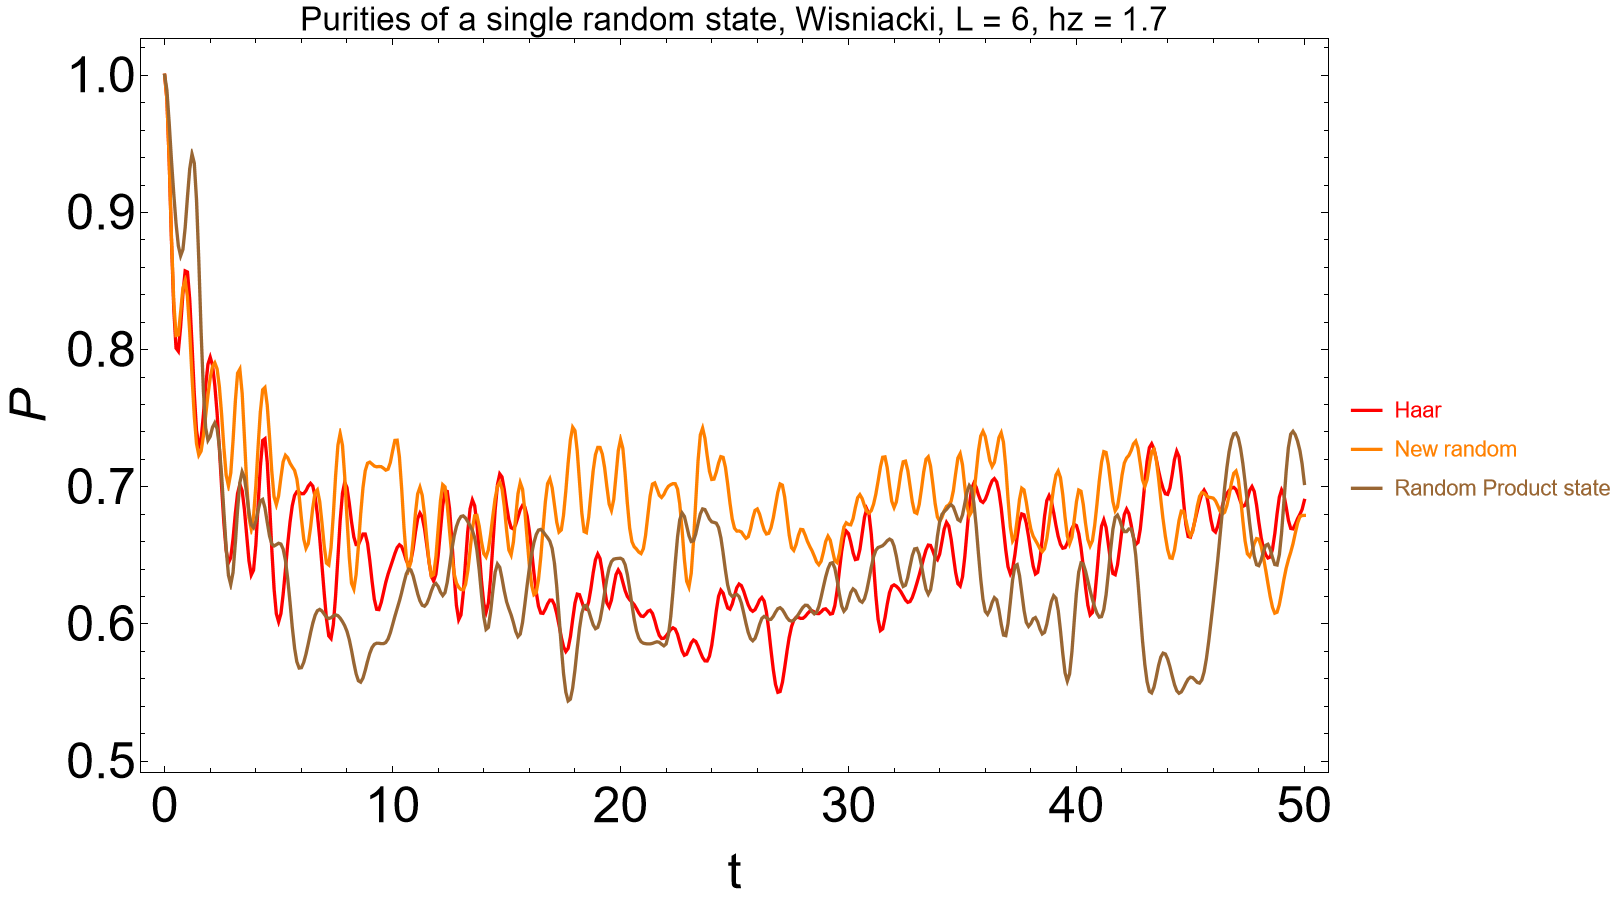 Purities of a single random state, Wisniacki, L = 6, hz = 1.7
1.0
0.9
0.8
0.7
0.6
0.5
P
0 10 20 30 40 50
t
Haar
New random
Random Product state